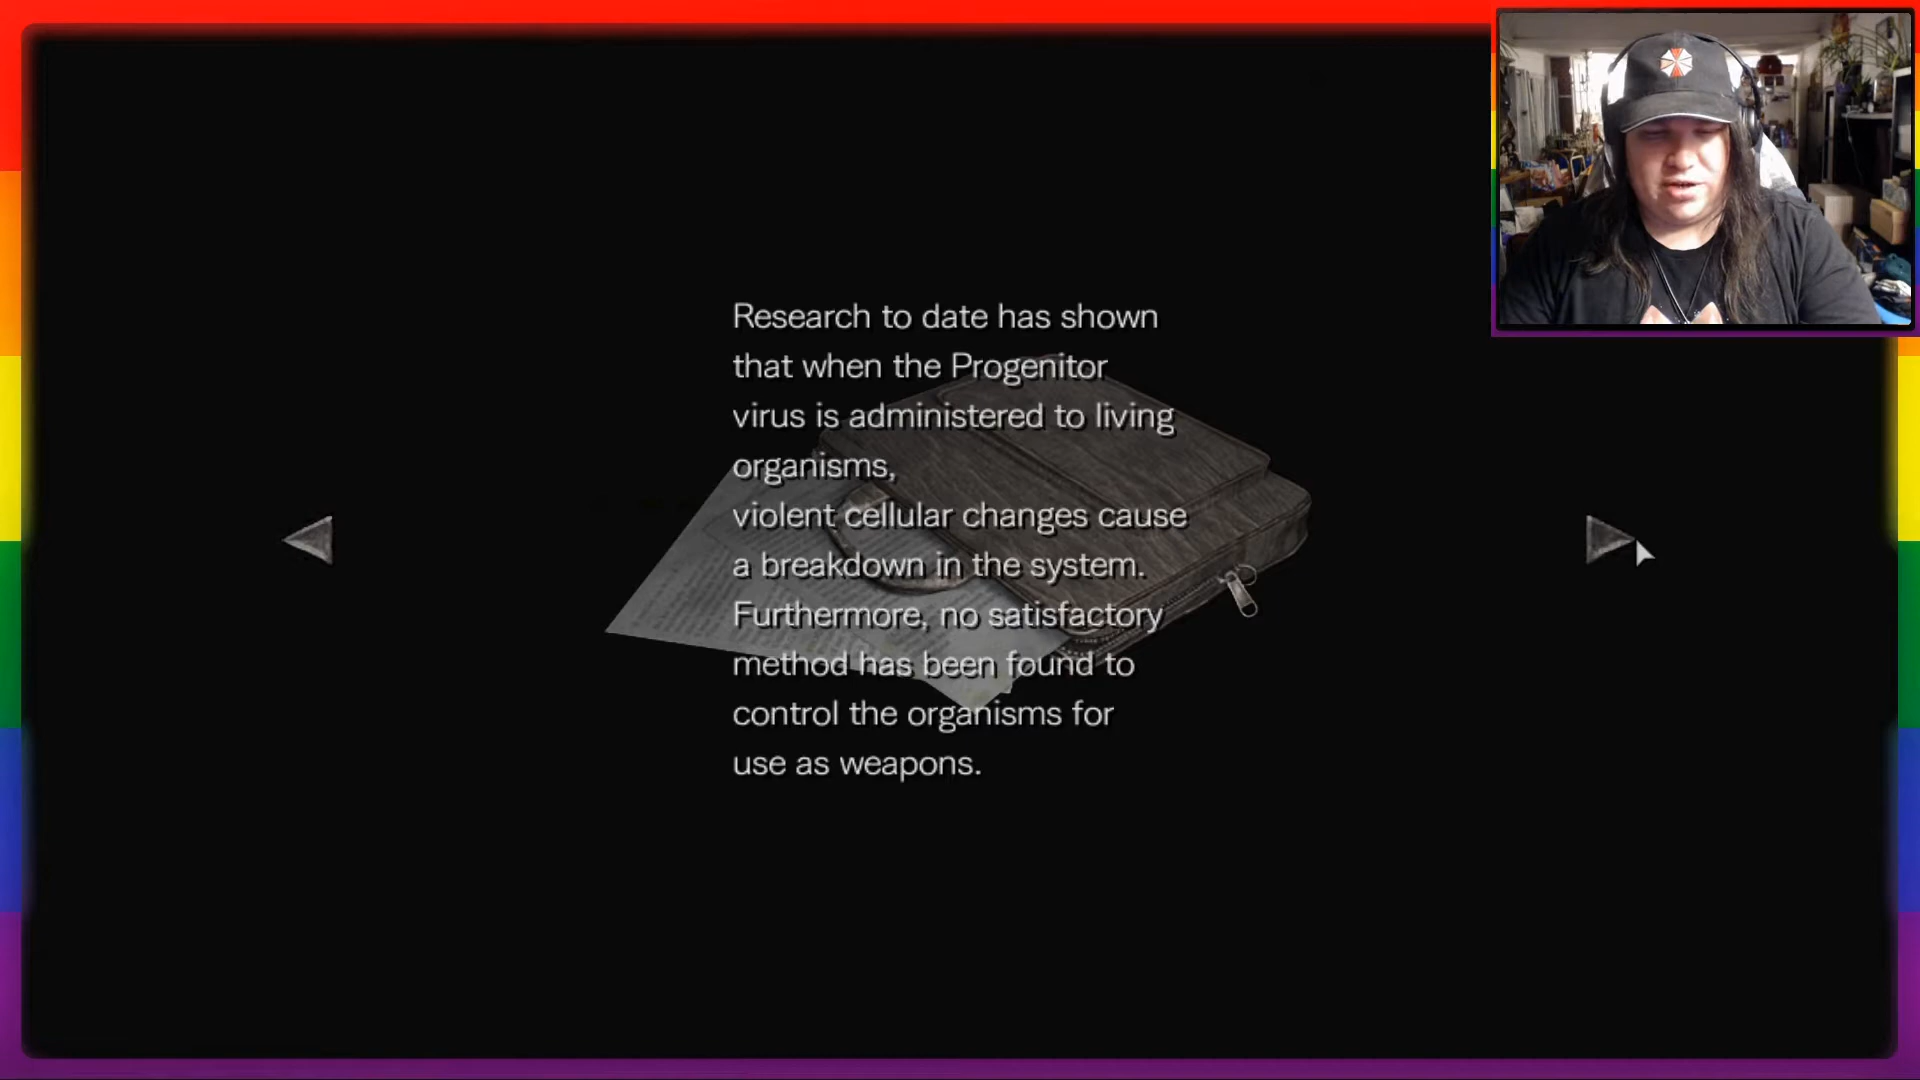 Research to date has shown
that when the Progenitor
virus is administered to living
organisms,
violent cellular changes cause
a breakdown in the system.
Furthermore, no satisfactory
method has been found to
control the organisms for
use as weapons.